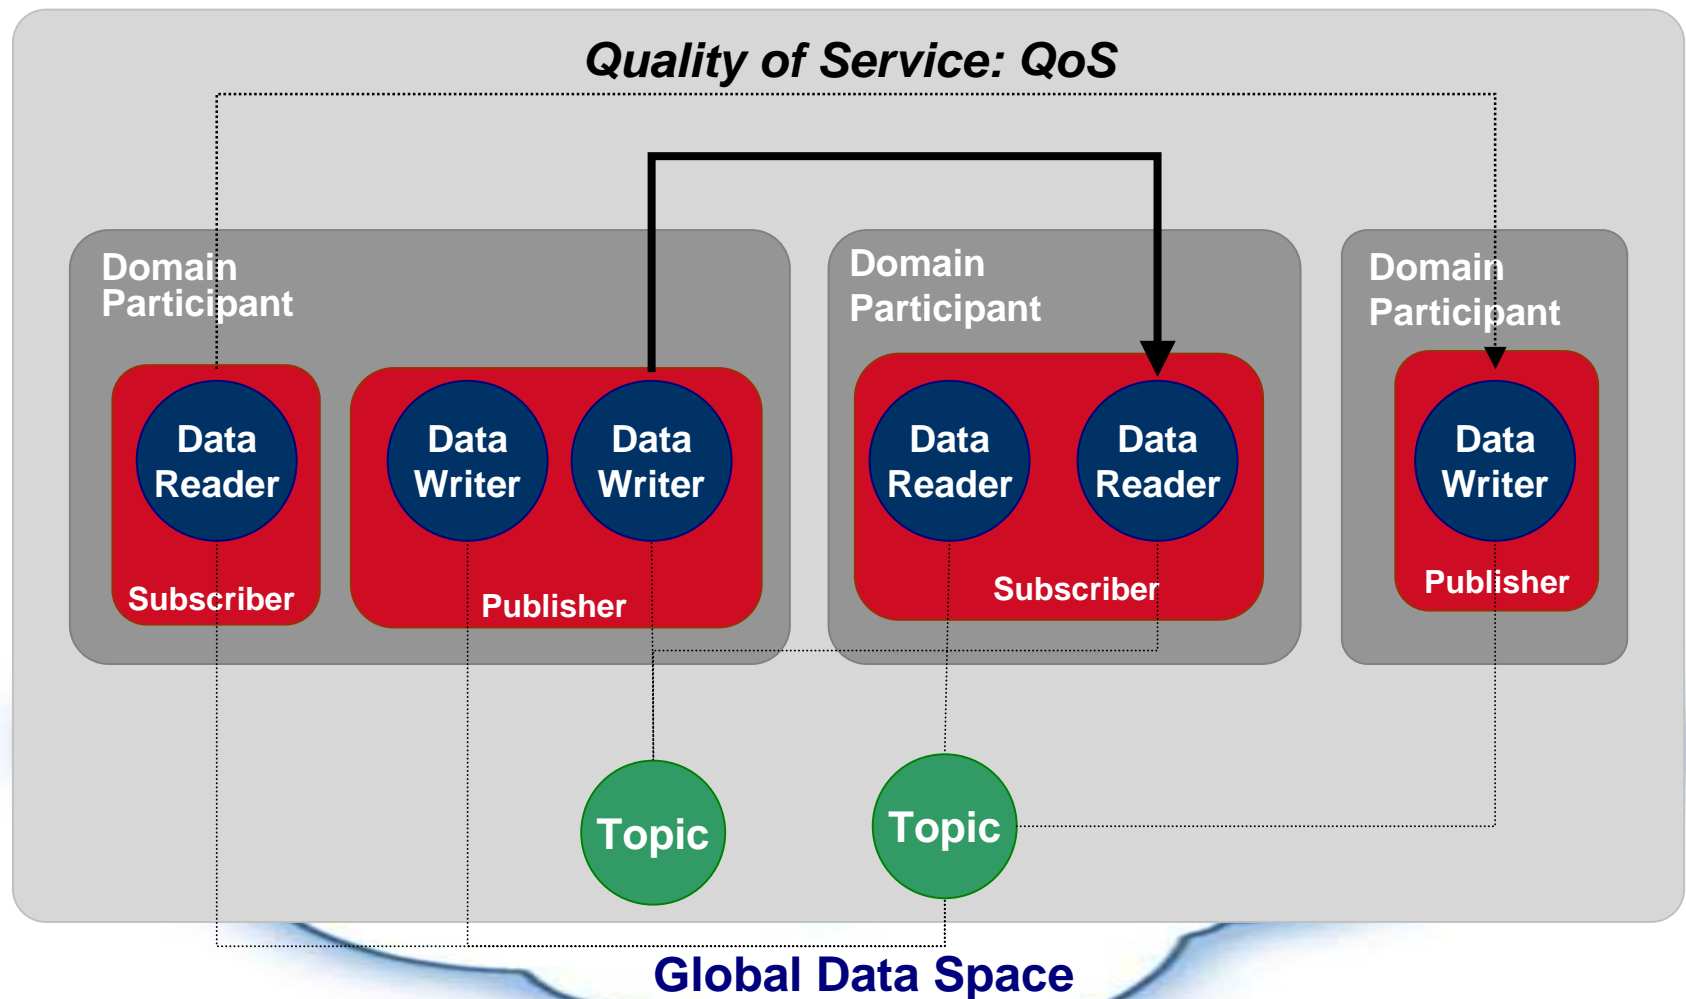 Quality of Service: QoS
Domain
Participant
Data
Reader
Subscriber
Data
Writer
Data
Writer
Publisher
Domain
Participant
Data
Reader
Data
Reader
Subscriber
Domain
Participant
Data
Writer
Publisher
Topic
Topic
Global Data Space